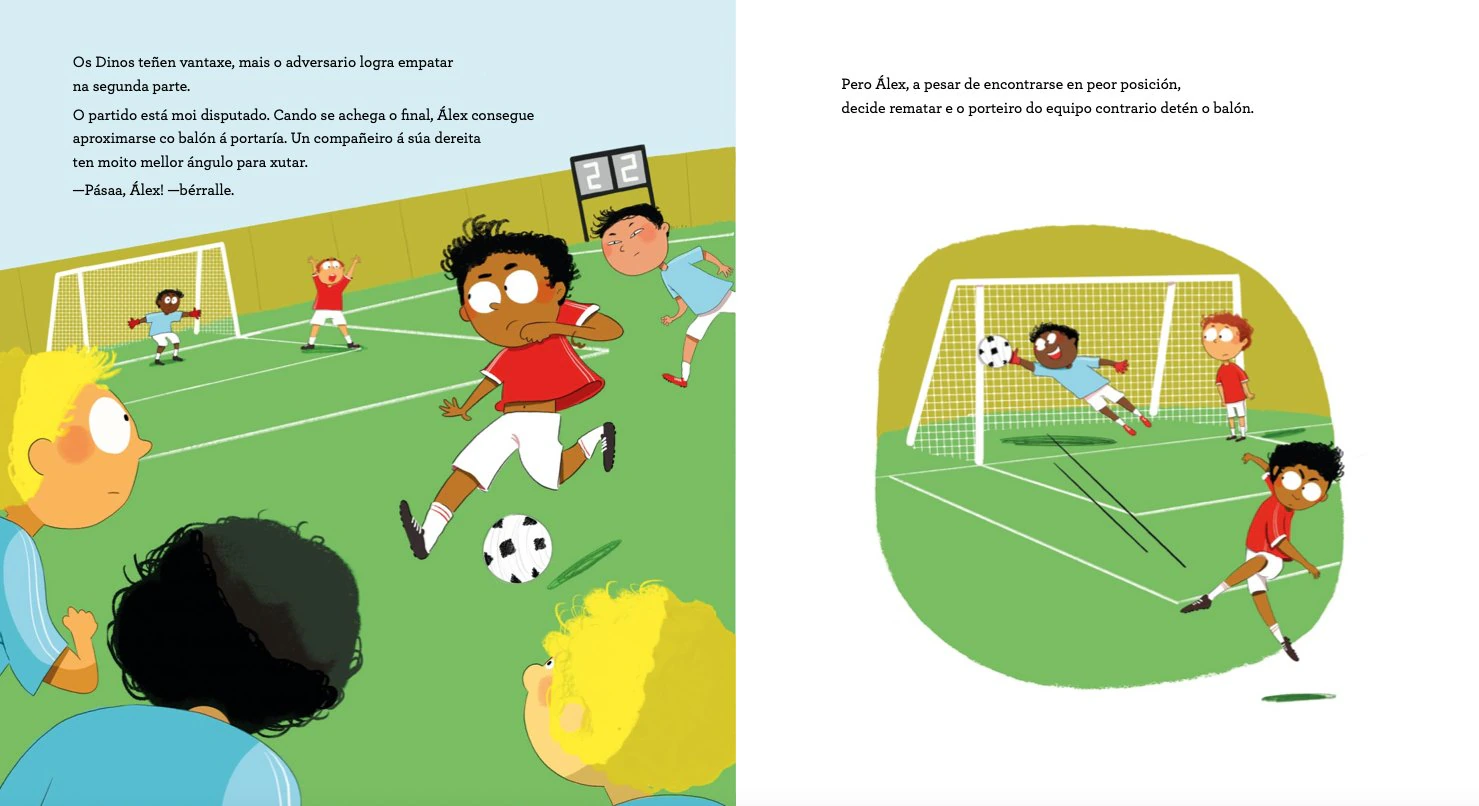 Os Dinos teñen vantaxe, mais o adversario logra empatar
na segunda parte.
O partido está moi disputado. Cando se achega o final, Álex consegue
aproximarse co balón á portaría. Un compañeiro á súa dereita
ten moito mellor ángulo para xutar.
—Pásaa, Álex! —bérralle.
2 2
Pero Álex, a pesar de encontrarse en peor posición,
decide rematar e o porteiro do equipo contrario detén o balón.